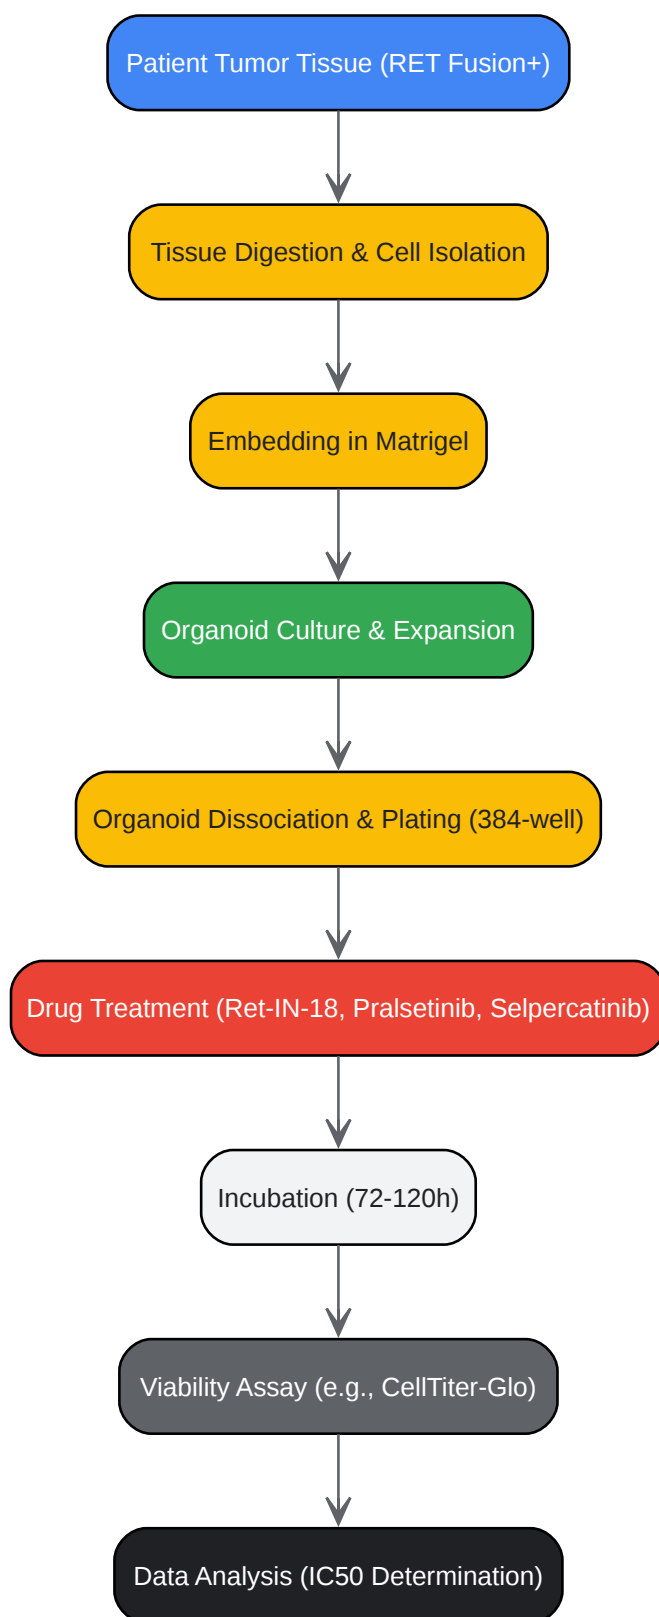 Patient Tumor Tissue (RET Fusion+)
Tissue Digestion & Cell Isolation
Embedding in Matrigel
Organoid Culture & Expansion
Organoid Dissociation & Plating (384-well)
Drug Treatment (Ret-IN-18, Pralsetinib, Selpercatinib)
Incubation (72-120h)
Viability Assay (e.g., CellTiter-Glo)
Data Analysis (IC50 Determination)